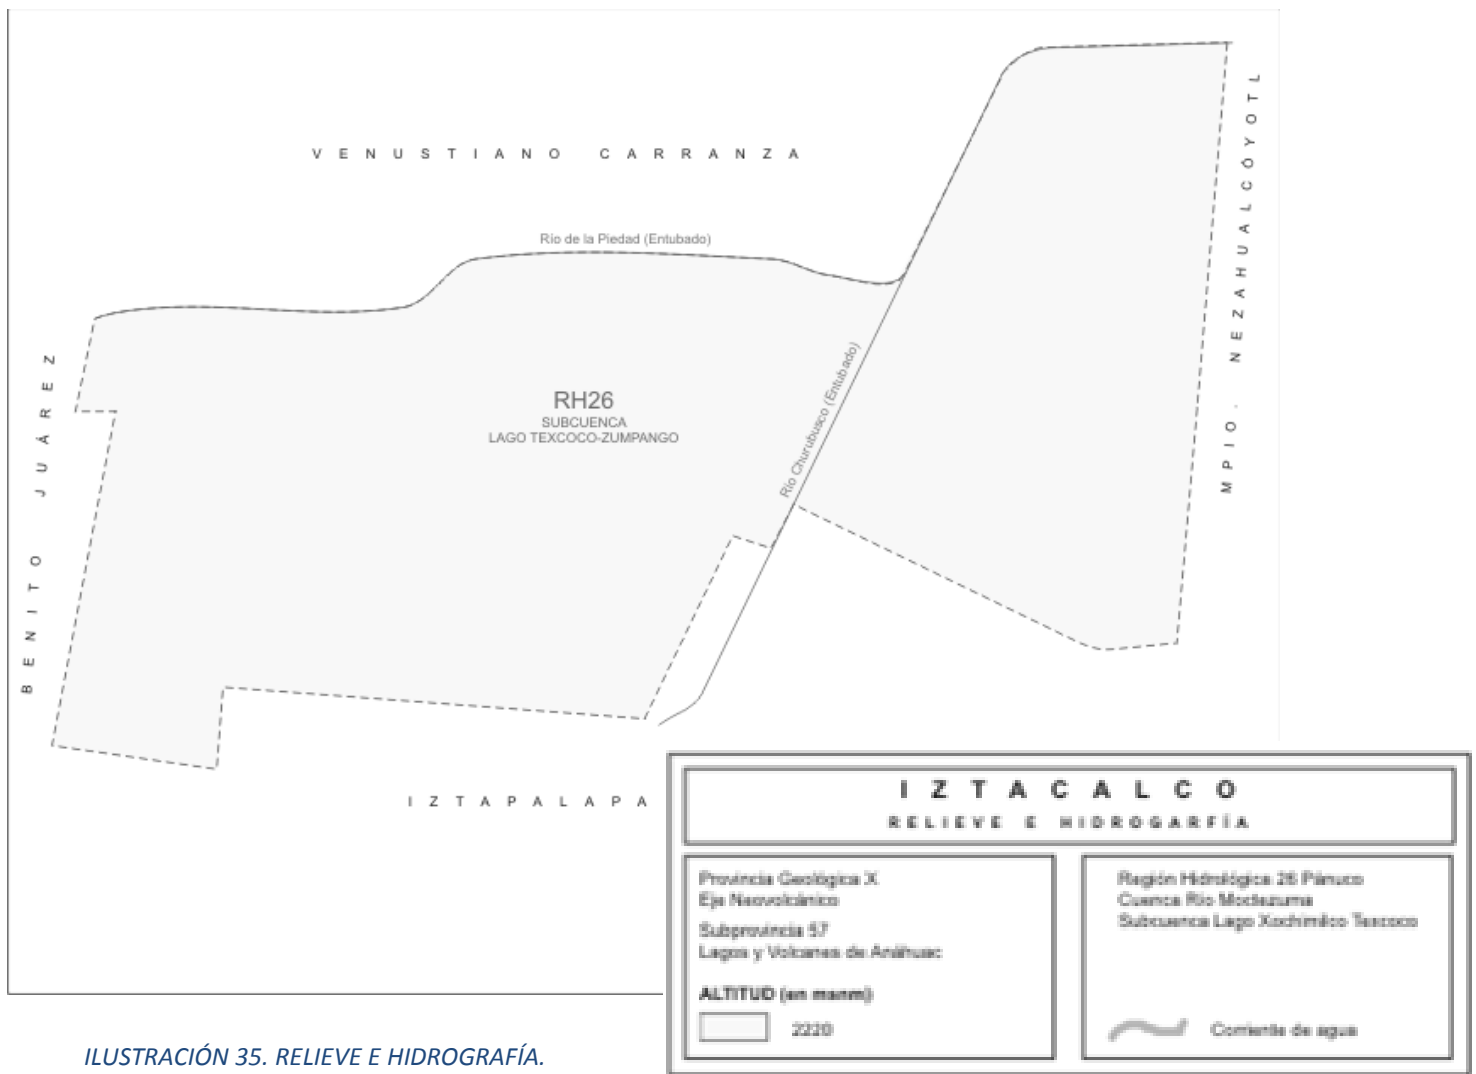 VENUSTIANO CARRANZA
MPIO. NEZAHUALCÓYOTL
Río de la Piedad (Entubado)
BENITO JUÁREZ
RH26
SUBCUENCA
LAGO TEXCOCO-ZUMPANGO
Río Churubusco (Entubado)
IZTAPALAPA
IZTACALCO
RELIEVE E HIDROGARFÍA
Provincia Geológica X
Eje Neovolcánico
Subprovincia 57
Lagos y Volcanes de Anáhuac
ALTITUD (en msnm)
2220
Región Hidrológica 26 Pánuco
Cuenca Río Moctezuma
Subcuenca Lago Xochimilco Texcoco
Corriente de agua
ILUSTRACIÓN 35. RELIEVE E HIDROGRAFÍA.